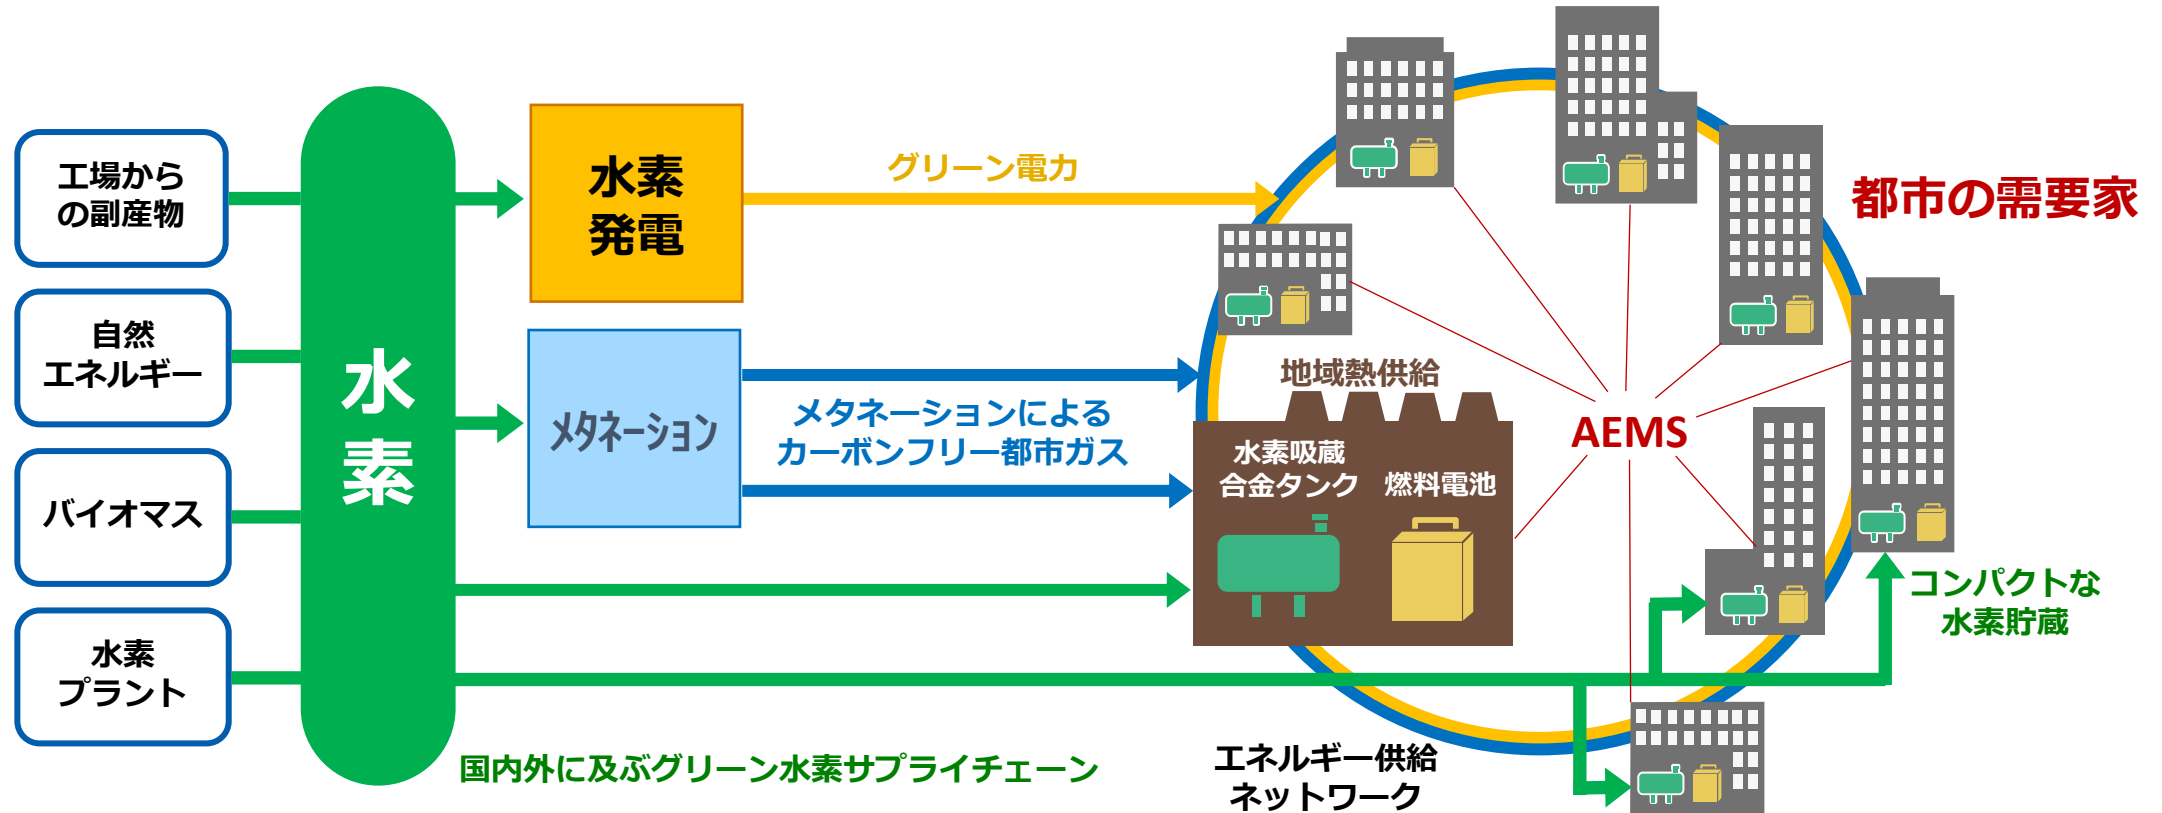 工場から
の副産物
自然
エネルギー
バイオマス
水素
プラント
水
素
水素
発電
メタネーション
グリーン電力
メタネーションによる
カーボンフリー都市ガス
国内外に及ぶグリーン水素サプライチェーン
地域熱供給
水素吸蔵
合金タンク
燃料電池
AEMS
都市の需要家
コンパクトな
水素貯蔵
エネルギー供給
ネットワーク